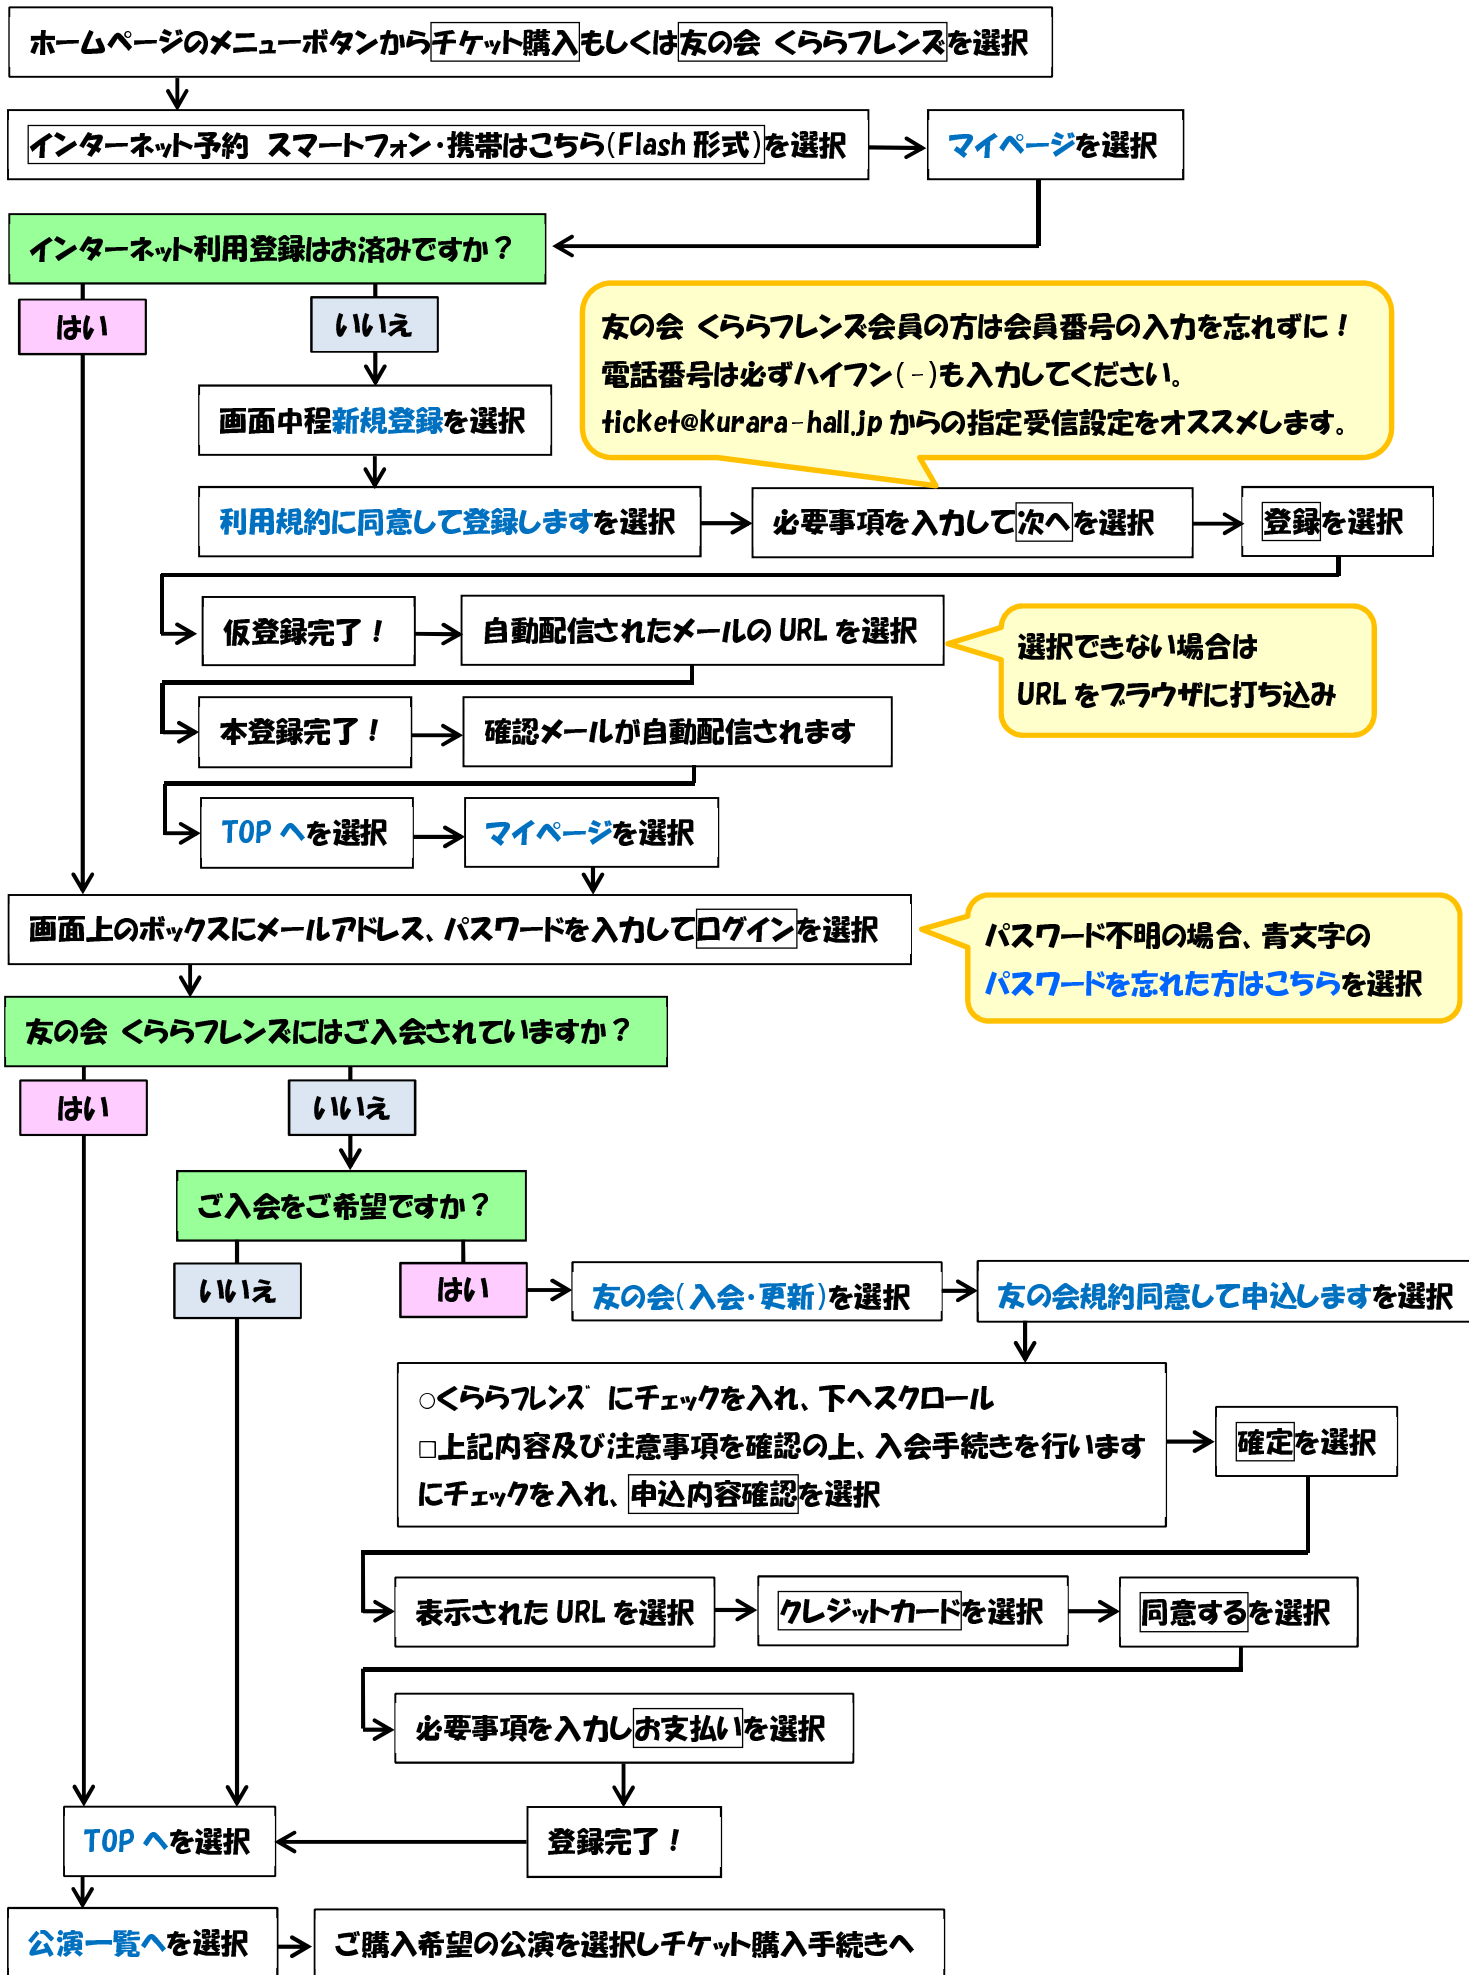 ホームページのメニューボタンからチケット購入もしくは友の会 くららフレンズを選択
インターネット予約 スマートフォン・携帯はこちら(Flash 形式)を選択
マイページを選択
インターネット利用登録はお済みですか？
はい
いいえ
友の会 くららフレンズ会員の方は会員番号の入力を忘れずに！
電話番号は必ずハイフン(-)も入力してください。
ticket@kurara-hall.jp からの指定受信設定をオススメします。
画面中程新規登録を選択
利用規約に同意して登録しますを選択
必要事項を入力して次へを選択
登録を選択
仮登録完了！
自動配信されたメールの URL を選択
選択できない場合は
URL をブラウザに打ち込み
本登録完了！
確認メールが自動配信されます
TOP へを選択
マイページを選択
画面上のボックスにメールアドレス、パスワードを入力してログインを選択
パスワード不明の場合、青文字の
パスワードを忘れた方はこちらを選択
友の会 くららフレンズにはご入会されていますか？
はい
いいえ
ご入会をご希望ですか？
いいえ
はい
友の会(入会・更新)を選択
友の会規約同意して申込しますを選択
○くららフレンズ にチェックを入れ、下へスクロール
□上記内容及び注意事項を確認の上、入会手続きを行います
にチェックを入れ、申込内容確認を選択
確定を選択
表示された URL を選択
クレジットカードを選択
同意するを選択
必要事項を入力しお支払いを選択
TOP へを選択
登録完了！
公演一覧へを選択
ご購入希望の公演を選択しチケット購入手続きへ